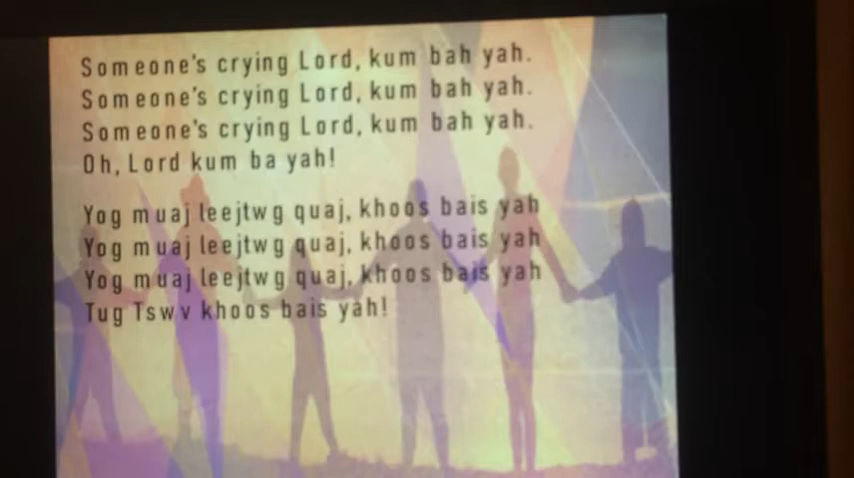 Someone's crying Lord, kum bah yah.
Someone's crying Lord, kum bah yah.
Someone's crying Lord, kum bah yah.
Oh, Lord kum ba yah!
Yog muaj leejtwg quaj, khoos bais yah
Yog muaj leejtwg quaj, khoos bais yah
Yog muaj leejtwg quaj, khoos bais yah
Tug Tswv khoos bais yah!